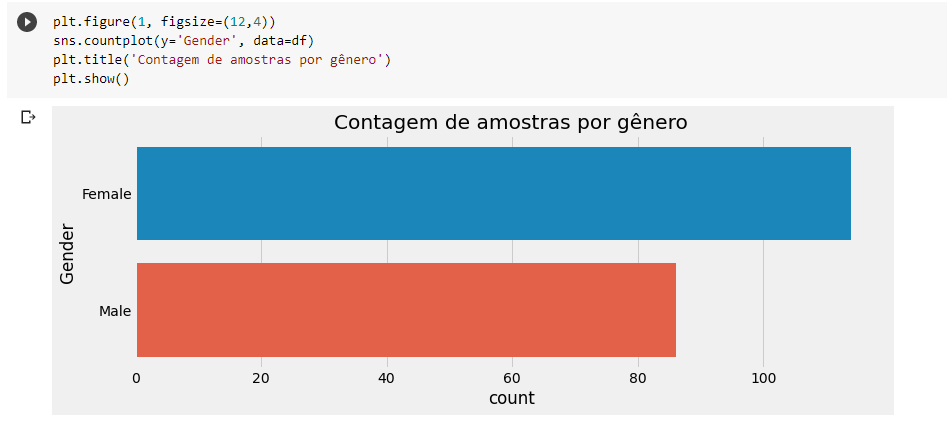 plt.figure(1, figsize=(12,4))
sns.countplot(y='Gender', data=df)
plt.title('Contagem de amostras por gênero')
plt.show()
Contagem de amostras por gênero
Female
Gender
Male
0 20 40 60 80 100
count